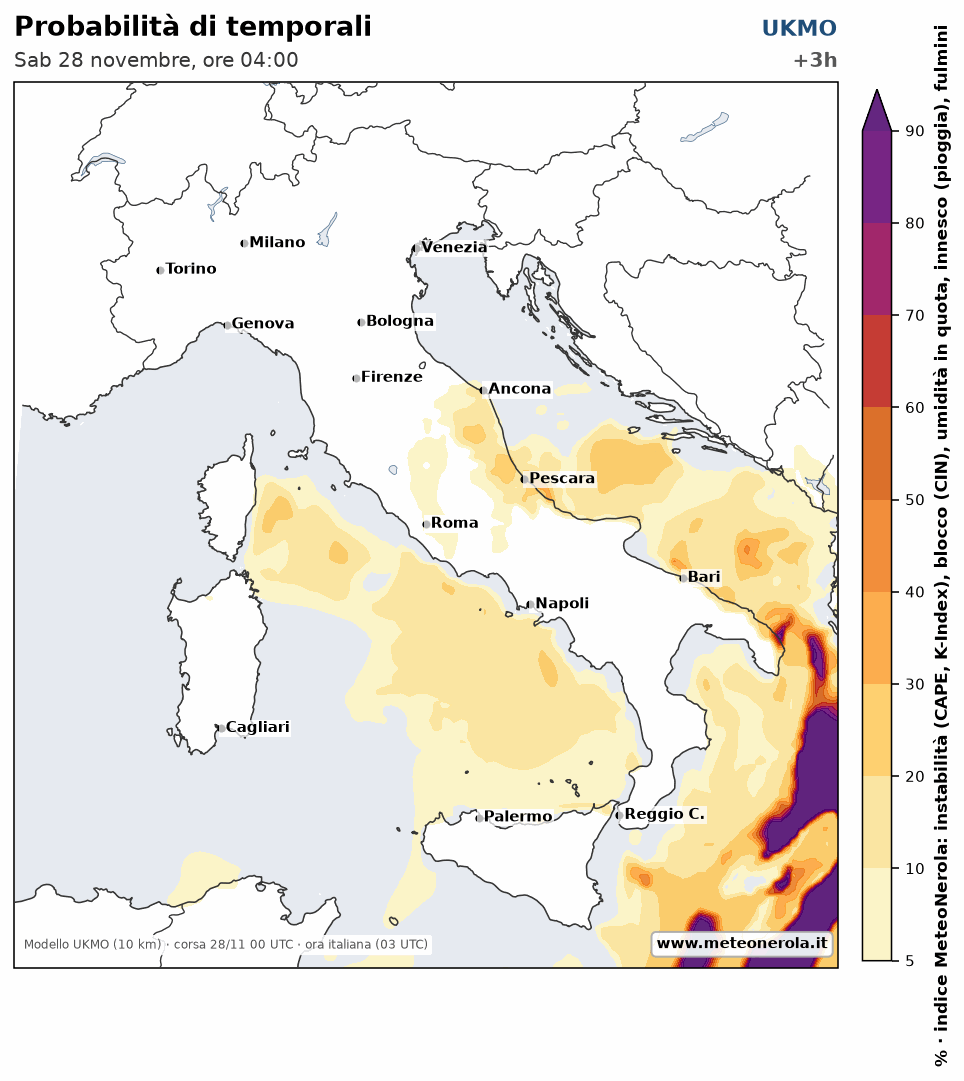 Probabilità di temporali
UKMO
Sab 28 novembre, ore 04:00
+3h
Milano
Venezia
Torino
Genova
Bologna
Firenze
Ancona
Pescara
Roma
Bari
Napoli
Cagliari
Palermo
Reggio C.
Modello UKMO (10 km) · corsa 28/11 00 UTC · ora italiana (03 UTC)
www.meteonerola.it
90
80
70
60
50
40
30
20
10
5
% · indice MeteoNerola: instabilità (CAPE, K-Index), blocco (CIN), umidità in quota, innesco (pioggia), fulmini